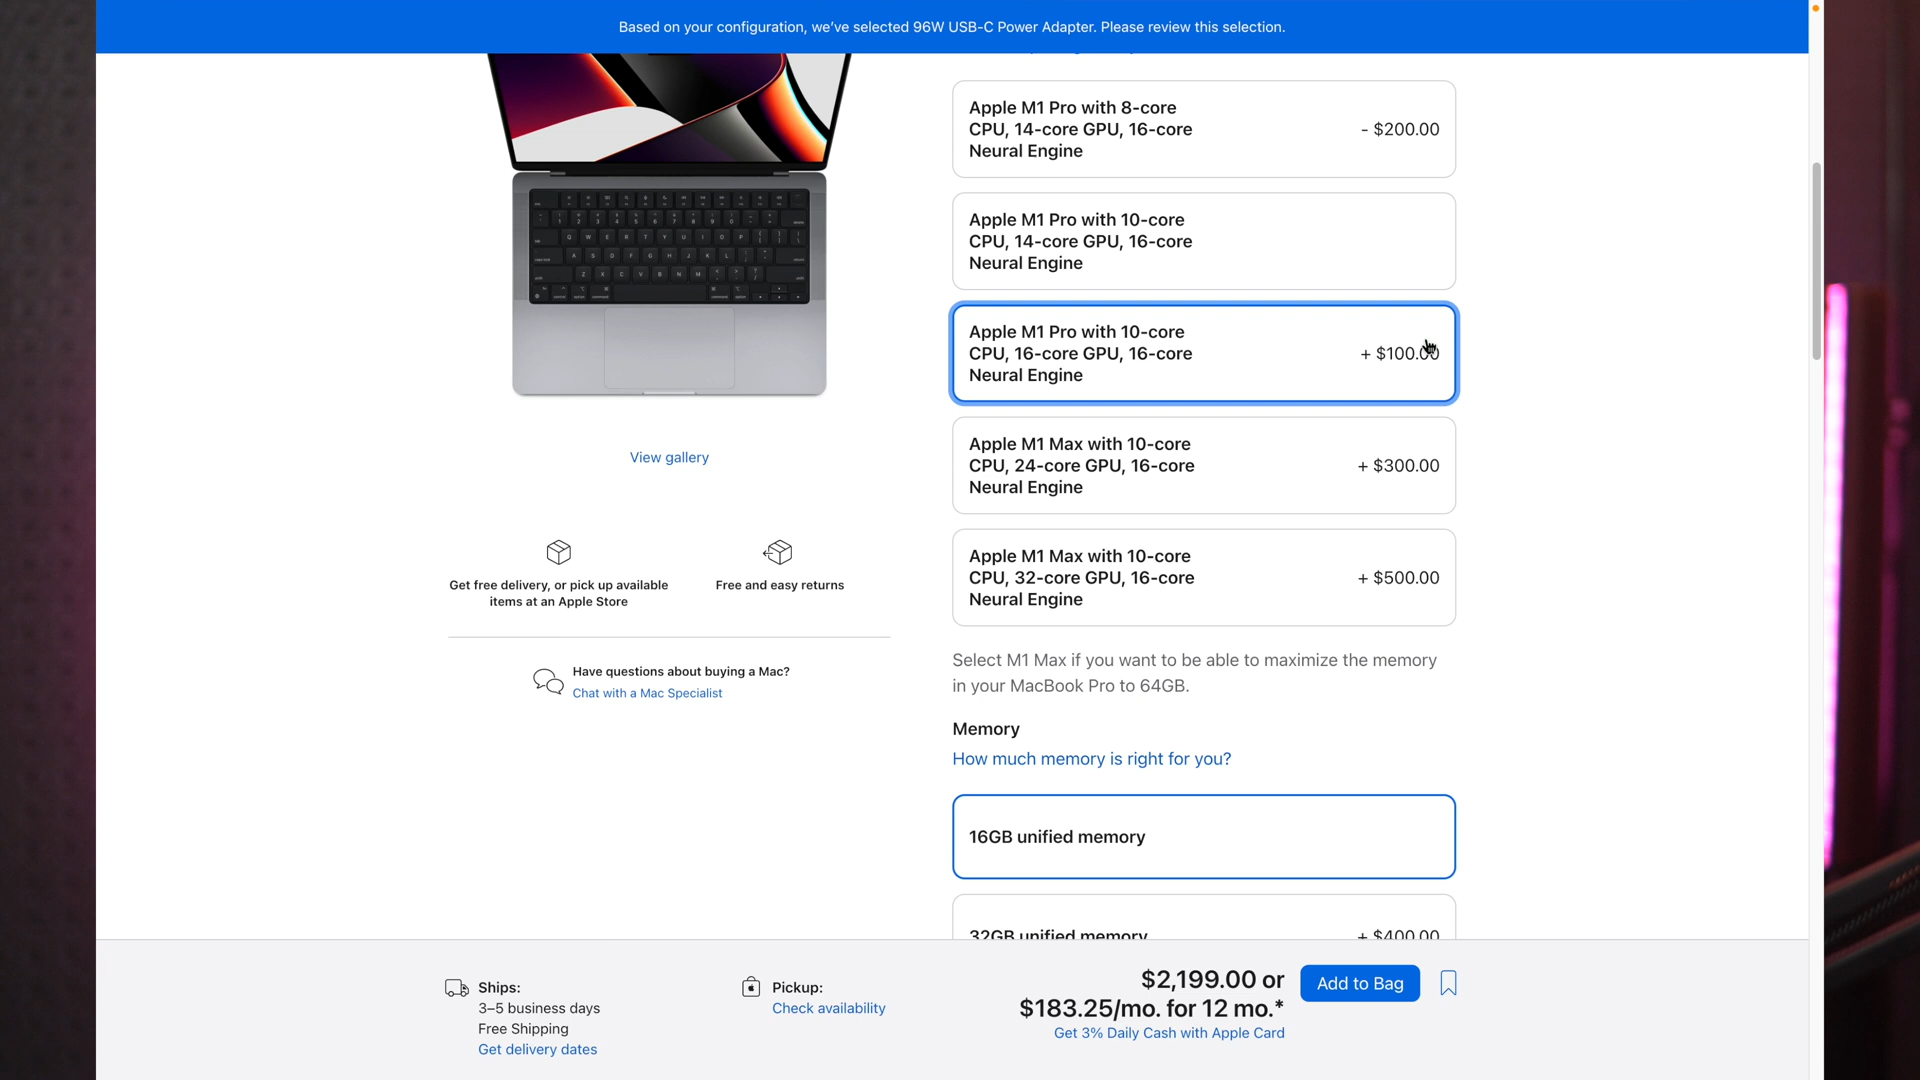 Based on your configuration, we've selected 96W USB-C Power Adapter. Please review this selection.
Apple M1 Pro with 8-core
CPU, 14-core GPU, 16-core
Neural Engine
- $200.00
Apple M1 Pro with 10-core
CPU, 14-core GPU, 16-core
Neural Engine
Apple M1 Pro with 10-core
CPU, 16-core GPU, 16-core
Neural Engine
+ $100.00
Apple M1 Max with 10-core
CPU, 24-core GPU, 16-core
Neural Engine
+ $300.00
Apple M1 Max with 10-core
CPU, 32-core GPU, 16-core
Neural Engine
+ $500.00
Select M1 Max if you want to be able to maximize the memory
in your MacBook Pro to 64GB.
Memory
How much memory is right for you?
16GB unified memory
32GB unified memory
+ $400.00
View gallery
Get free delivery, or pick up available
items at an Apple Store
Free and easy returns
Have questions about buying a Mac?
Chat with a Mac Specialist
Ships:
3–5 business days
Free Shipping
Get delivery dates
Pickup:
Check availability
$2,199.00 or
$183.25/mo. for 12 mo.*
Get 3% Daily Cash with Apple Card
Add to Bag